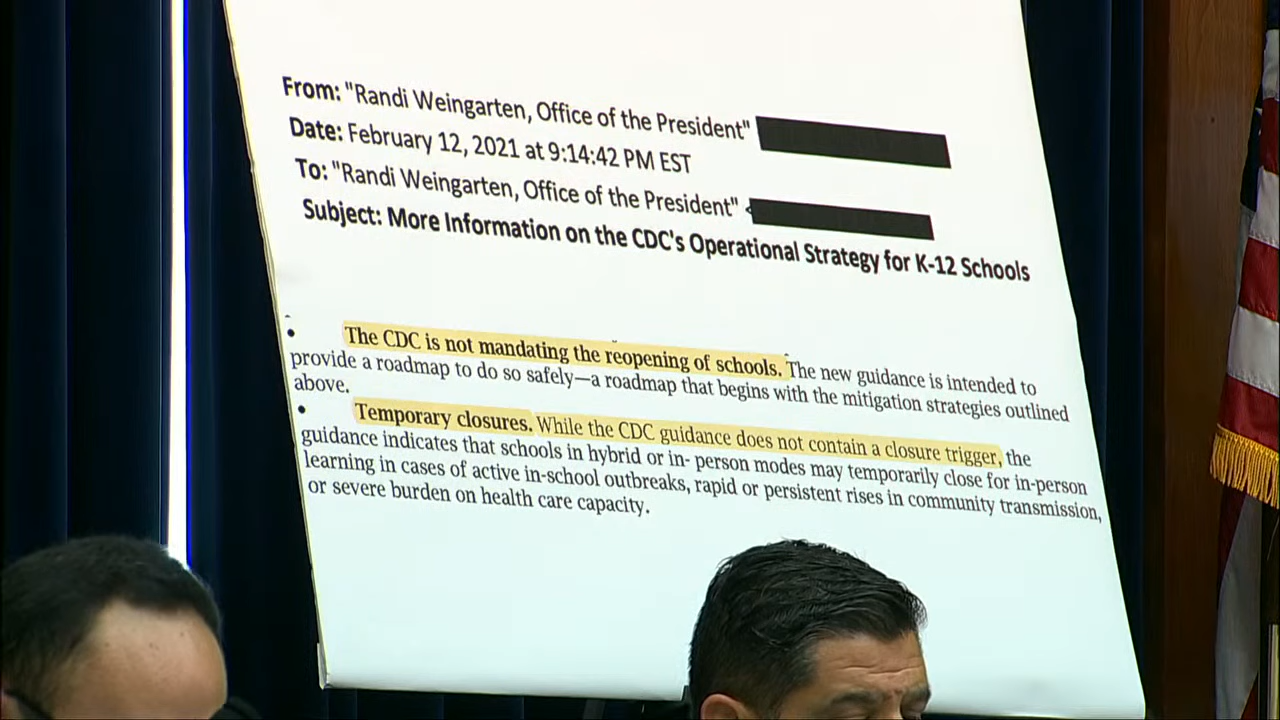 From: "Randi Weingarten, Office of the President"
Date: February 12, 2021 at 9:14:42 PM EST
To: "Randi Weingarten, Office of the President" <
Subject: More Information on the CDC's Operational Strategy for K-12 Schools
• The CDC is not mandating the reopening of schools. The new guidance is intended to
provide a roadmap to do so safely—a roadmap that begins with the mitigation strategies outlined
above.
• Temporary closures. While the CDC guidance does not contain a closure trigger, the
guidance indicates that schools in hybrid or in- person modes may temporarily close for in-person
learning in cases of active in-school outbreaks, rapid or persistent rises in community transmission,
or severe burden on health care capacity.